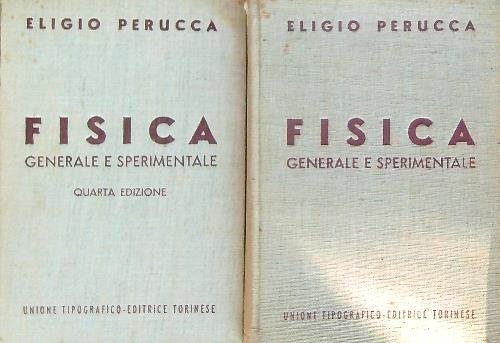 ELIGIO PERUCCA
FISICA
GENERALE E SPERIMENTALE
QUARTA EDIZIONE
UNIONE TIPOGRAFICO-EDITRICE TORINESE
ELIGIO PERUCCA
FISICA
GENERALE E SPERIMENTALE
UNIONE TIPOGRAFICO-EDITRICE TORINESE